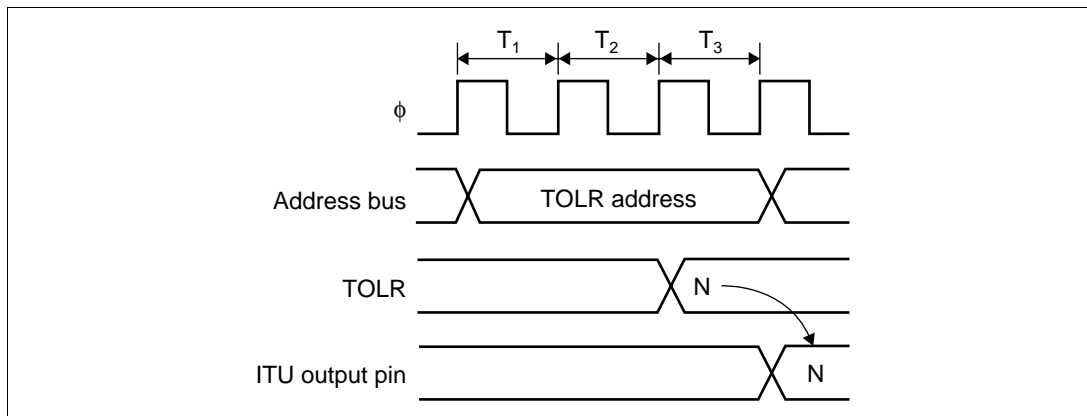 T₁ T₂ T₃
ϕ
Address bus TOLR address
TOLR N
ITU output pin N